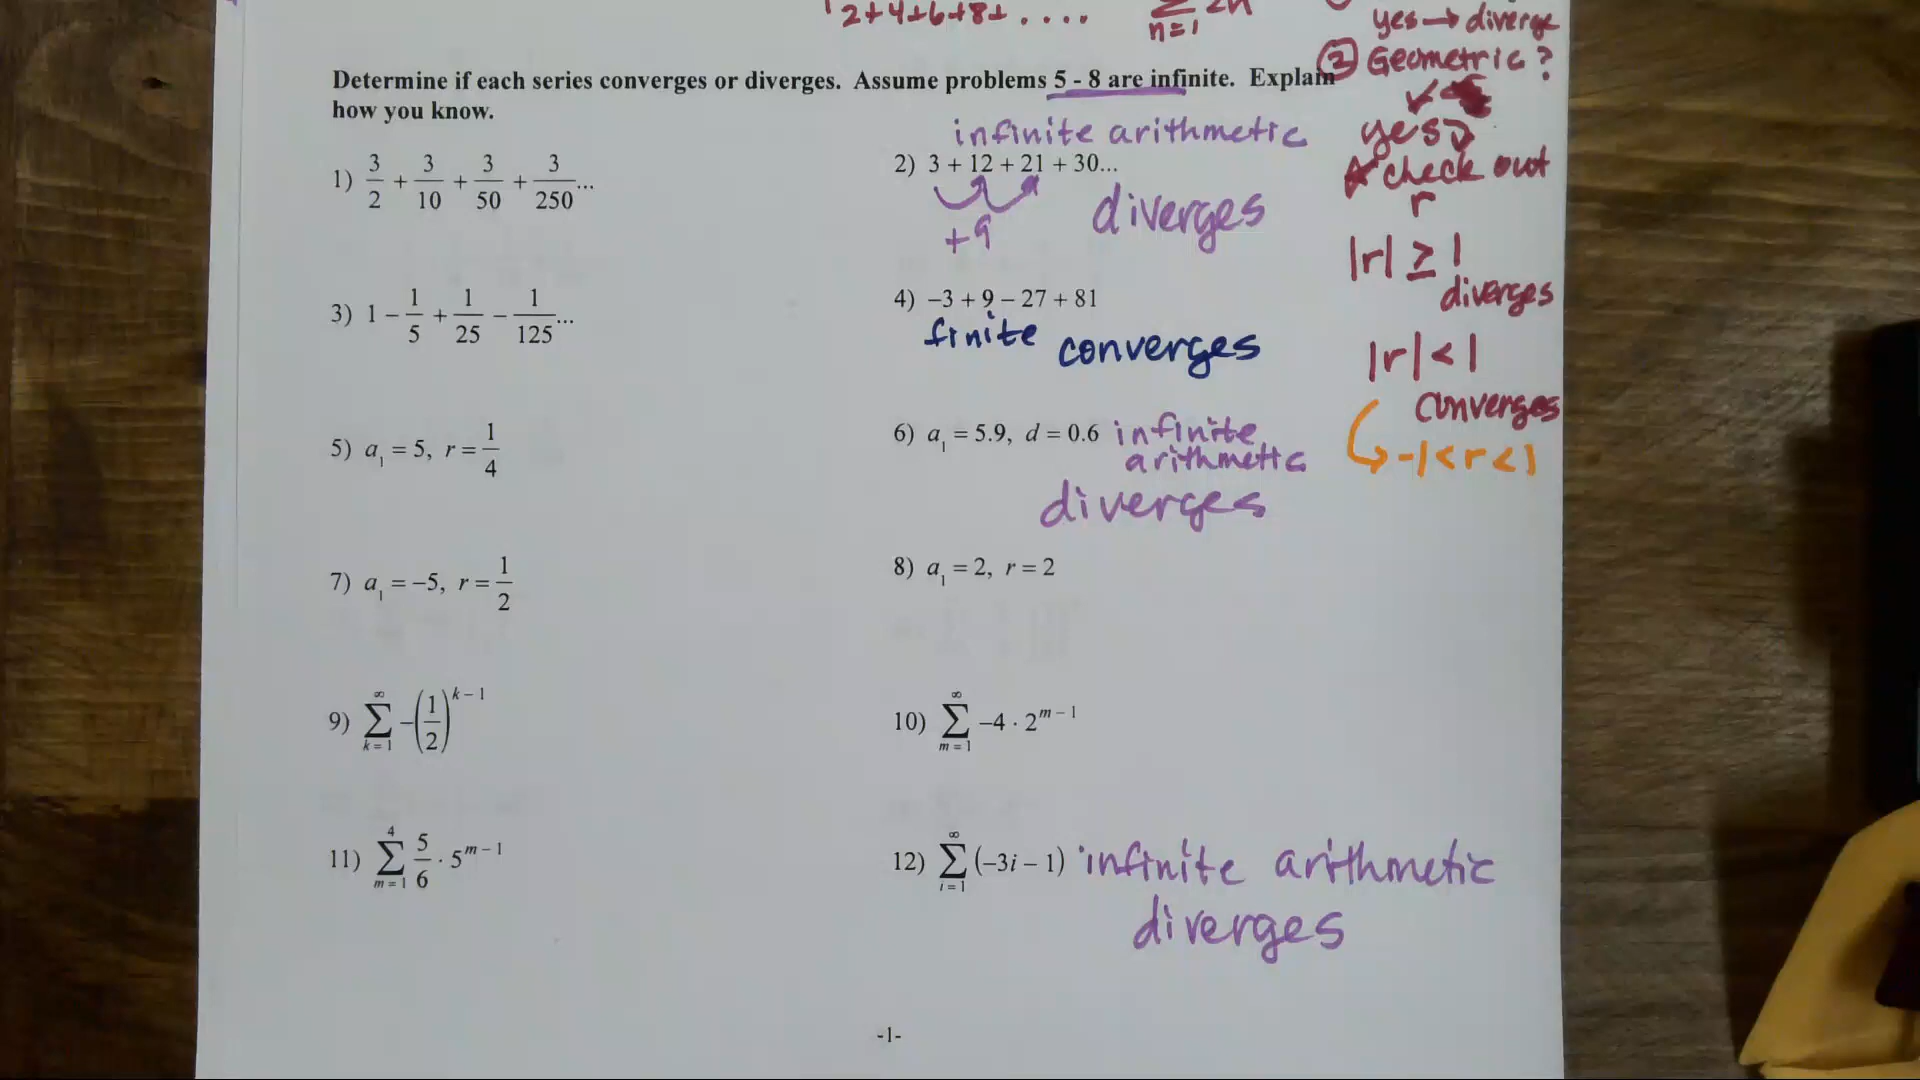 2+4+6+8+ . . . .
n=1
yes → diverge
② Geometric?
Determine if each series converges or diverges. Assume problems 5 - 8 are infinite. Explain
how you know.
yes
check out
r
|r| ≥ 1
diverges
|r| < 1
converges
-1 < r < 1
1) 3/2 + 3/10 + 3/50 + 3/250...
infinite arithmetic
2) 3 + 12 + 21 + 30...
+9
diverges
3) 1 − 1/5 + 1/25 − 1/125...
4) −3 + 9 − 27 + 81
finite converges
5) a₁ = 5, r = 1/4
6) a₁ = 5.9, d = 0.6 infinite
arithmetic
diverges
7) a₁ = −5, r = 1/2
8) a₁ = 2, r = 2
9) ∞ ∑ k = 1 −(1/2)^(k − 1)
10) ∞ ∑ m = 1 −4 · 2^(m − 1)
11) 4 ∑ m = 1 5/6 · 5^(m − 1)
12) ∞ ∑ i = 1 (−3i − 1) infinite arithmetic
diverges
-1-